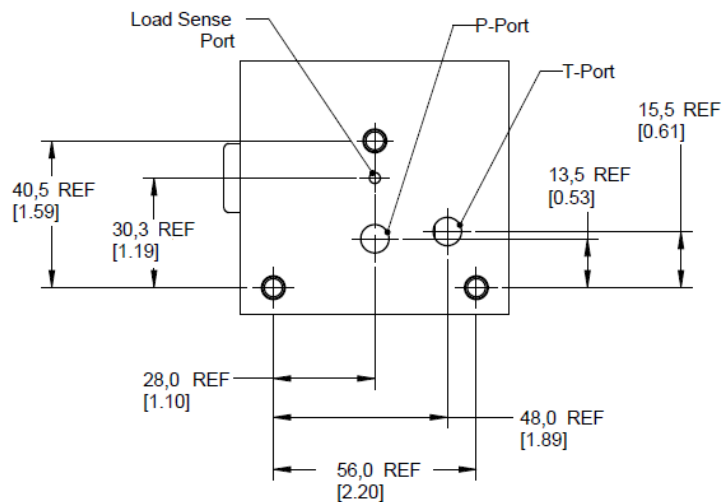 Load Sense
Port
P-Port
T-Port
15,5 REF
[0.61]
13,5 REF
[0.53]
40,5 REF
[1.59]
30,3 REF
[1.19]
28,0 REF
[1.10]
48,0 REF
[1.89]
56,0 REF
[2.20]